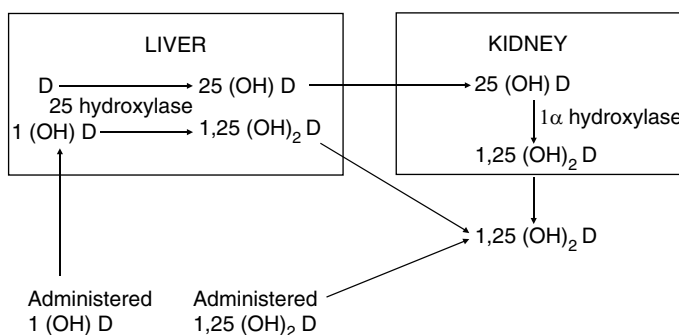 LIVER
KIDNEY
D
25 (OH) D
25 (OH) D
25 hydroxylase
1α hydroxylase
1 (OH) D
1,25 (OH)₂ D
1,25 (OH)₂ D
1,25 (OH)₂ D
Administered
1 (OH) D
Administered
1,25 (OH)₂ D